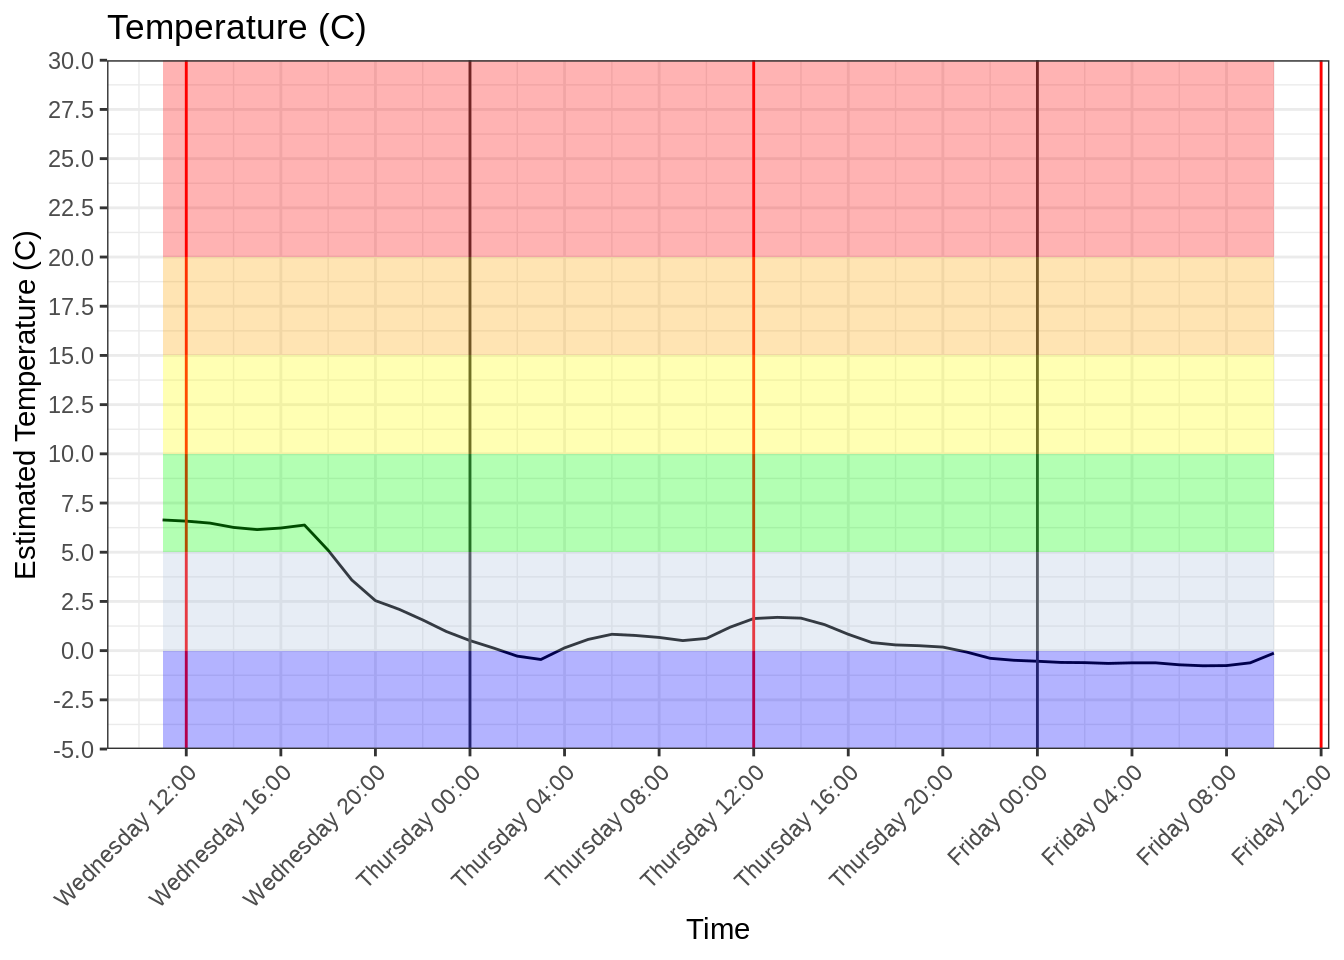 Temperature (C)
Estimated Temperature (C)
30.0
27.5
25.0
22.5
20.0
17.5
15.0
12.5
10.0
7.5
5.0
2.5
0.0
-2.5
-5.0
Wednesday 12:00
Wednesday 16:00
Wednesday 20:00
Thursday 00:00
Thursday 04:00
Thursday 08:00
Thursday 12:00
Thursday 16:00
Thursday 20:00
Friday 00:00
Friday 04:00
Friday 08:00
Friday 12:00
Time